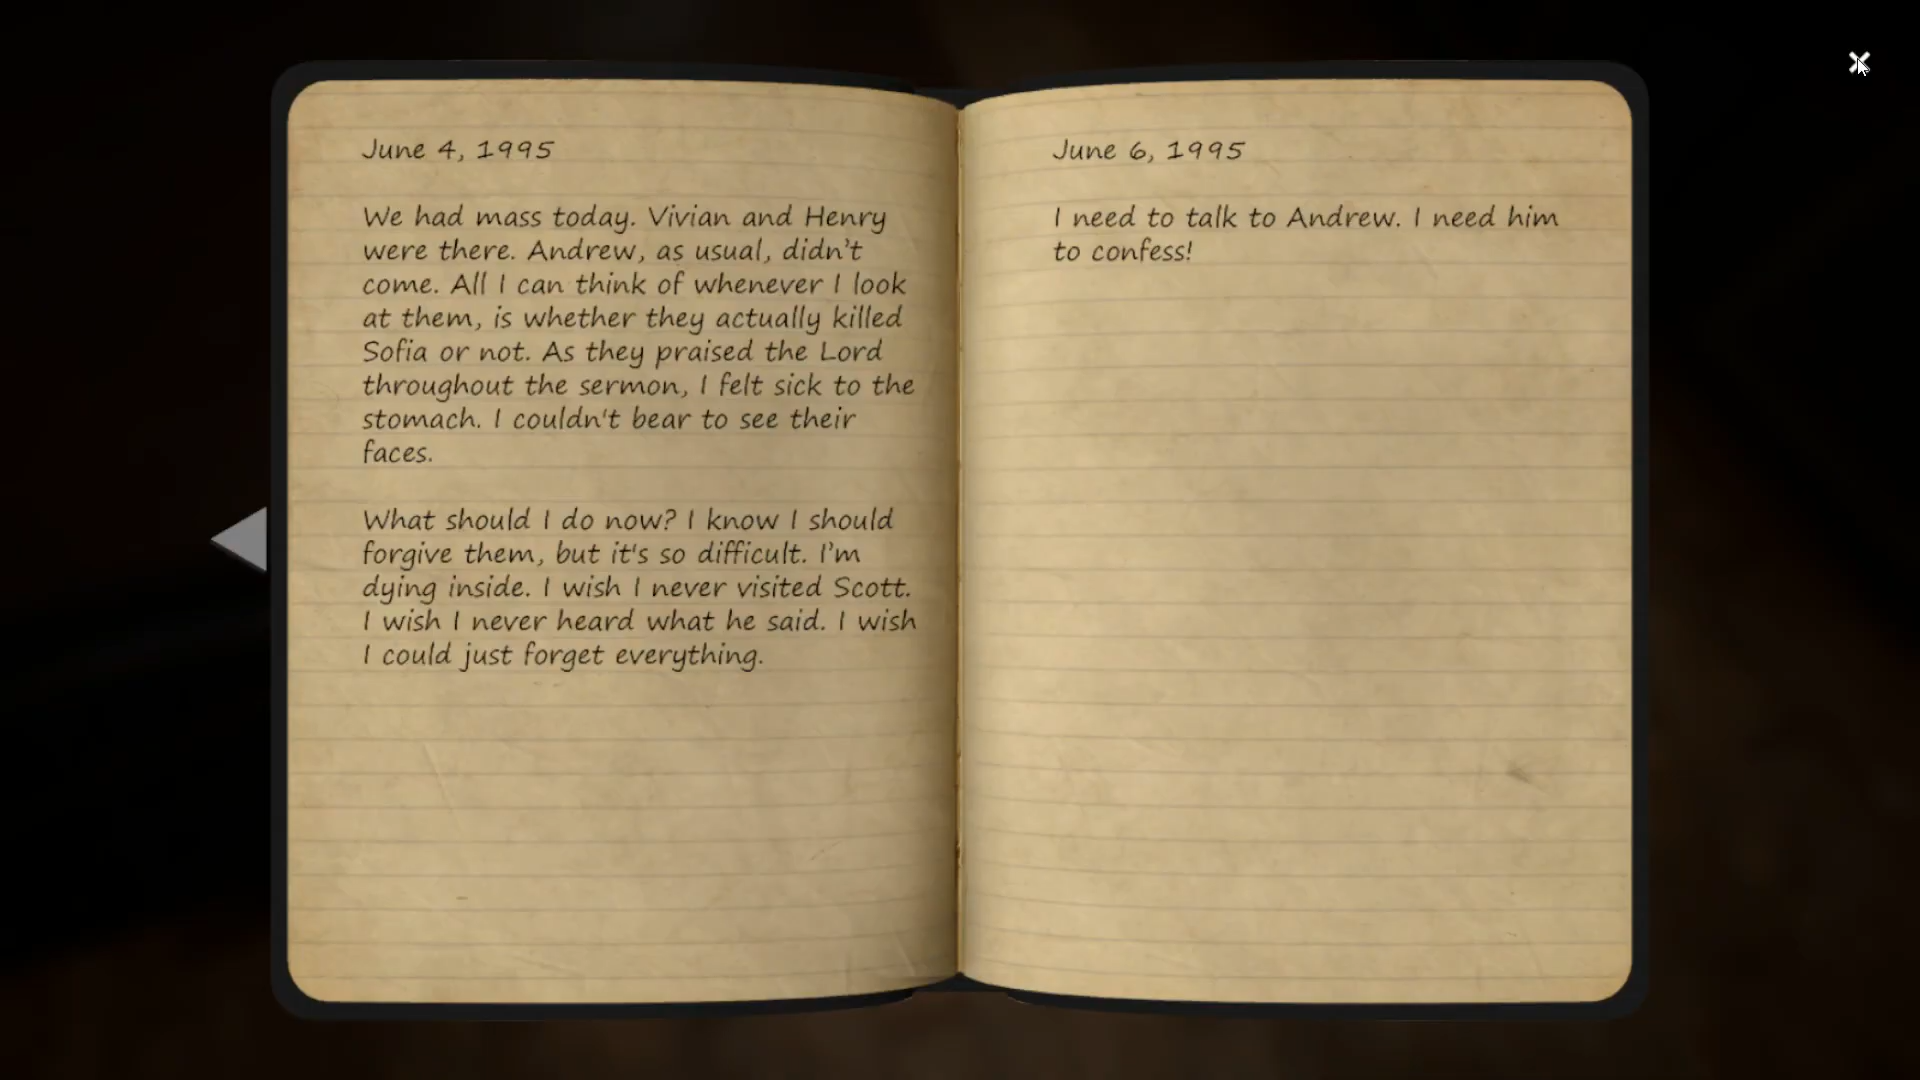 June 4, 1995
We had mass today. Vivian and Henry
were there. Andrew, as usual, didn't
come. All I can think of whenever I look
at them, is whether they actually killed
Sofia or not. As they praised the Lord
throughout the sermon, I felt sick to the
stomach. I couldn't bear to see their
faces.
What should I do now? I know I should
forgive them, but it's so difficult. I'm
dying inside. I wish I never visited Scott.
I wish I never heard what he said. I wish
I could just forget everything.
June 6, 1995
I need to talk to Andrew. I need him
to confess!